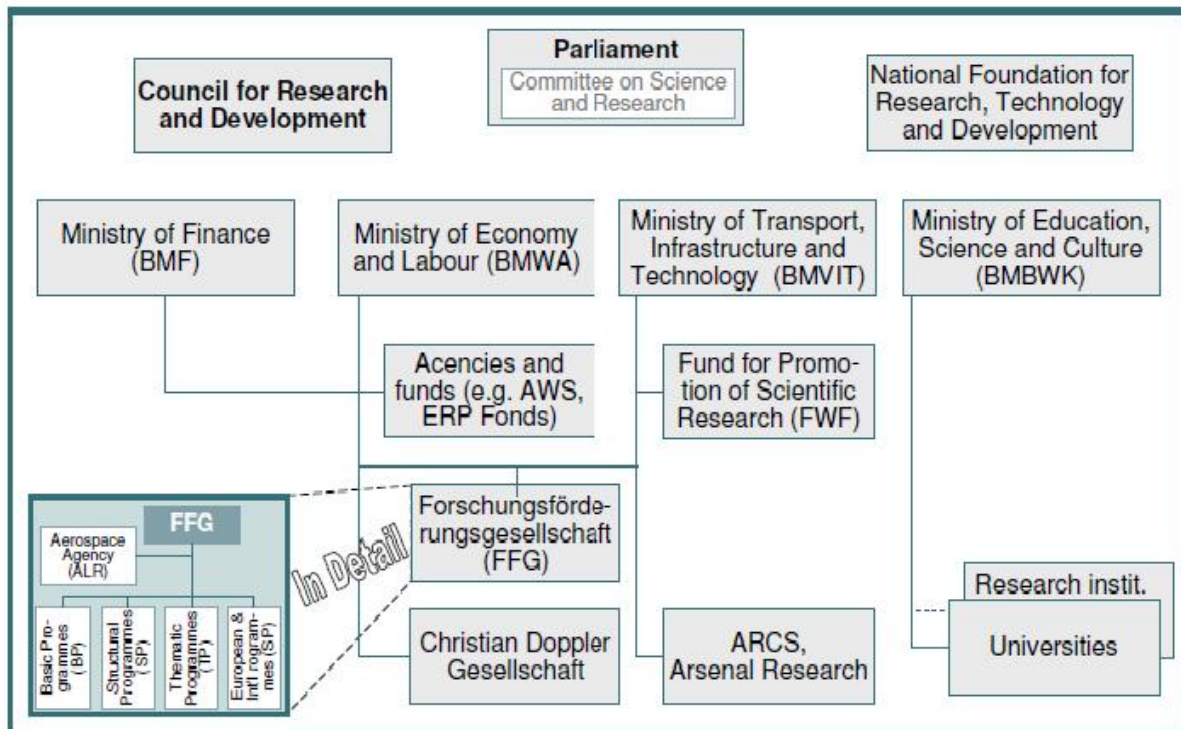 Parliament
Committee on Science
and Research
Council for Research
and Development
National Foundation for
Research, Technology
and Development
Ministry of Finance
(BMF)
Ministry of Economy
and Labour (BMWA)
Ministry of Transport,
Infrastructure and
Technology (BMVIT)
Ministry of Education,
Science and Culture
(BMBWK)
Acencies and
funds (e.g. AWS,
ERP Fonds)
Fund for Promo-
tion of Scientific
Research (FWF)
FFG
Aerospace
Agency
(ALR)
Basic Pro-
grammes
(BP)
Structural
Programmes
(SP)
Thematic
Programmes
(TP)
European &
Int'l rogram-
mes (SIP)
In Detail
Forschungsförde-
rungsgesellschaft
(FFG)
Christian Doppler
Gesellschaft
ARCS,
Arsenal Research
Research instit.
Universities